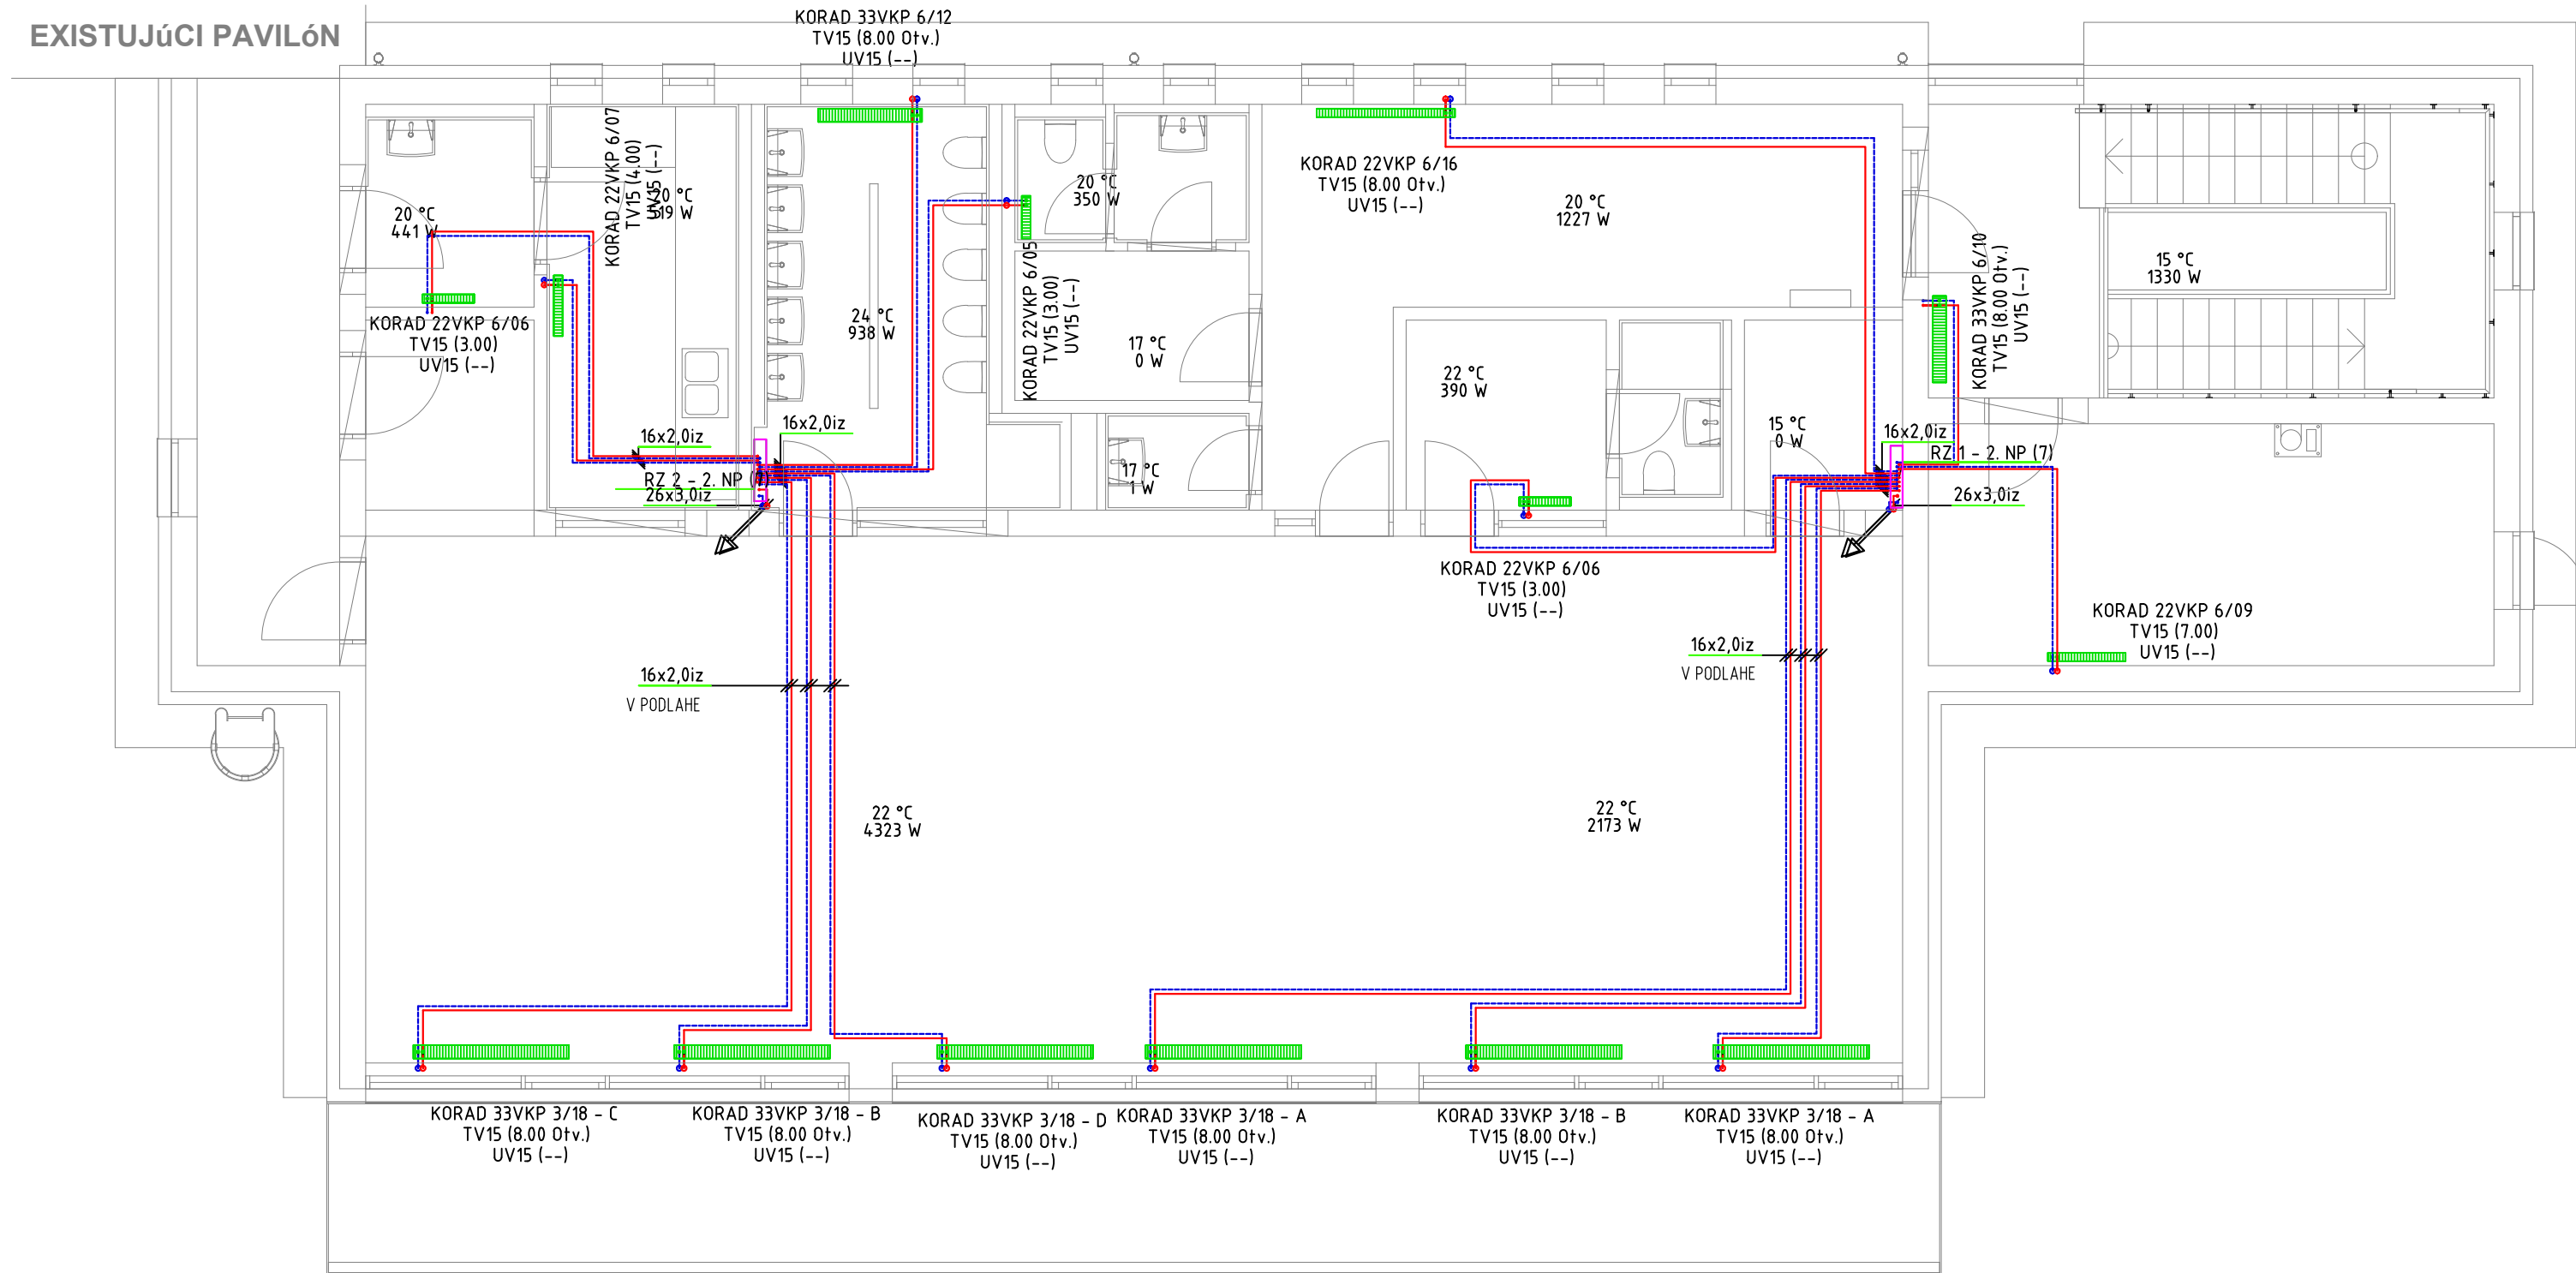 EXISTUJúCI PAVILóN
KORAD 33VKP 6/12
TV15 (8.00 Otv.)
UV15 (--)
KORAD 22VKP 6/07
TV15 (4.00)
UV15 (--)
20 °C
519 W
20 °C
441 W
KORAD 22VKP 6/06
TV15 (3.00)
UV15 (--)
24 °C
938 W
20 °C
350 W
KORAD 22VKP 6/05
TV15 (3.00)
UV15 (--)
17 °C
0 W
17 °C
1 W
KORAD 22VKP 6/16
TV15 (8.00 Otv.)
UV15 (--)
20 °C
1227 W
22 °C
390 W
15 °C
0 W
KORAD 33VKP 6/10
TV15 (8.00 Otv.)
UV15 (--)
15 °C
1330 W
16x2,0iz
16x2,0iz
RZ 2 - 2. NP
26x3,0iz
16x2,0iz
RZ 1 - 2. NP (7)
26x3,0iz
KORAD 22VKP 6/06
TV15 (3.00)
UV15 (--)
KORAD 22VKP 6/09
TV15 (7.00)
UV15 (--)
16x2,0iz
V PODLAHE
16x2,0iz
V PODLAHE
22 °C
4323 W
22 °C
2173 W
KORAD 33VKP 3/18 - C
TV15 (8.00 Otv.)
UV15 (--)
KORAD 33VKP 3/18 - B
TV15 (8.00 Otv.)
UV15 (--)
KORAD 33VKP 3/18 - D
TV15 (8.00 Otv.)
UV15 (--)
KORAD 33VKP 3/18 - A
TV15 (8.00 Otv.)
UV15 (--)
KORAD 33VKP 3/18 - B
TV15 (8.00 Otv.)
UV15 (--)
KORAD 33VKP 3/18 - A
TV15 (8.00 Otv.)
UV15 (--)